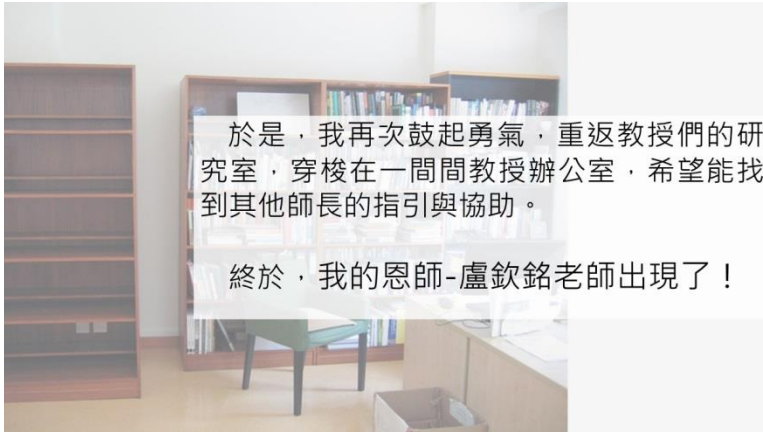 於是，我再次鼓起勇氣，重返教授們的研
究室，穿梭在一間間教授辦公室，希望能找
到其他師長的指引與協助。
終於，我的恩師-盧欽銘老師出現了！